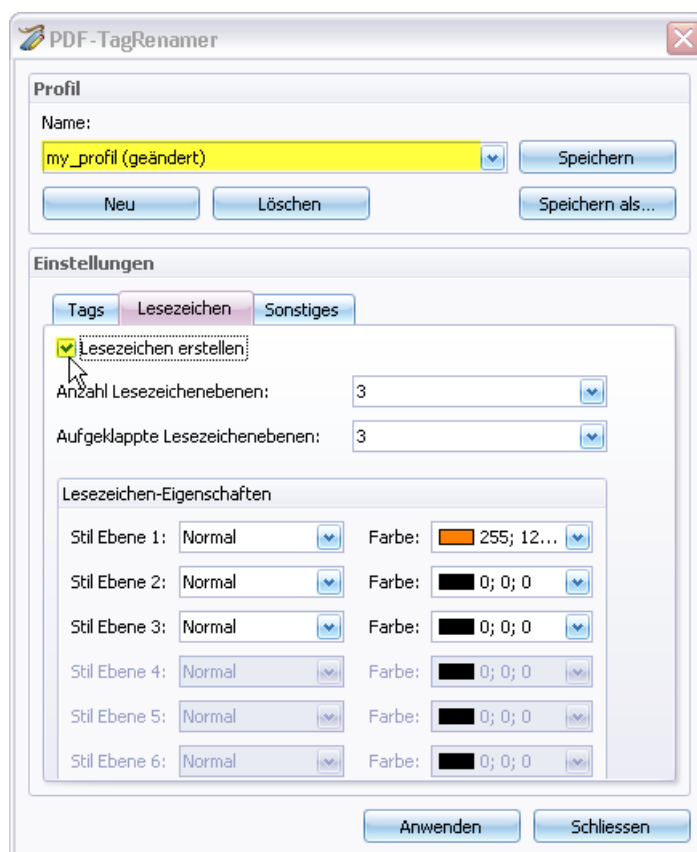 PDF-TagRenamer
Profil
Name:
my_profil (geändert)
Speichern
Neu
Löschen
Speichern als...
Einstellungen
Tags
Lesezeichen
Sonstiges
Lesezeichen erstellen
Anzahl Lesezeichenebenen: 3
Aufgeklappte Lesezeichenebenen: 3
Lesezeichen-Eigenschaften
Stil Ebene 1: Normal Farbe: 255; 12...
Stil Ebene 2: Normal Farbe: 0; 0; 0
Stil Ebene 3: Normal Farbe: 0; 0; 0
Stil Ebene 4: Normal Farbe: 0; 0; 0
Stil Ebene 5: Normal Farbe: 0; 0; 0
Stil Ebene 6: Normal Farbe: 0; 0; 0
Anwenden
Schliessen